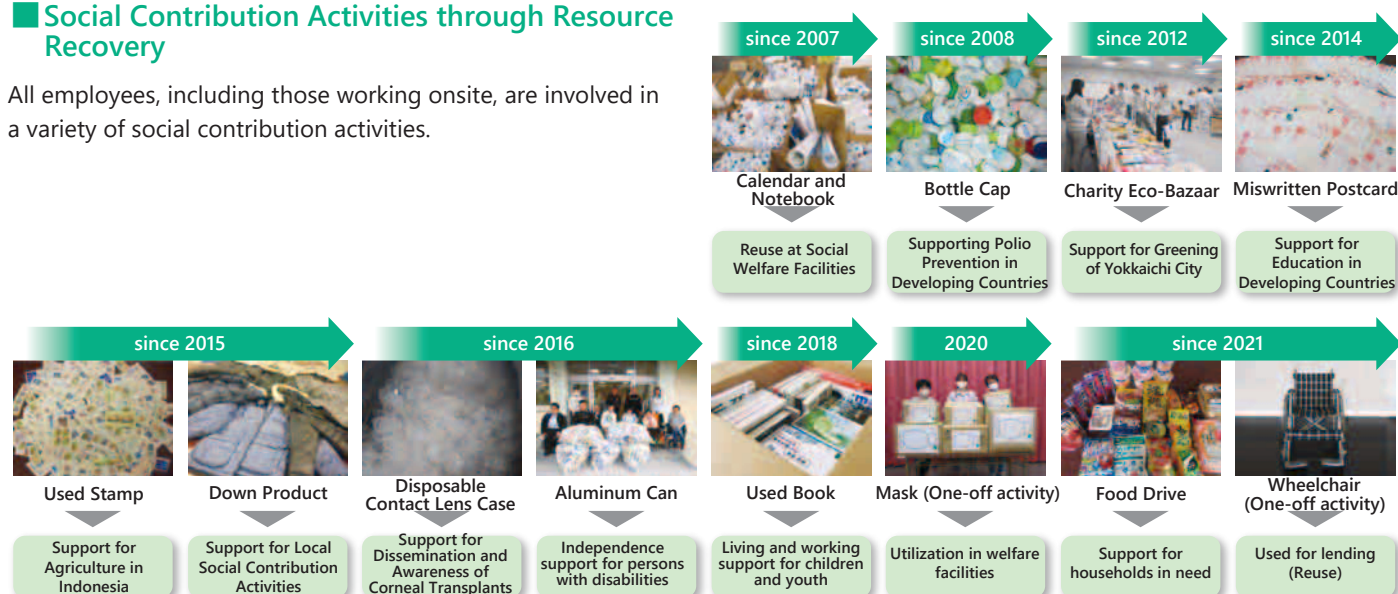 Social Contribution Activities through Resource
Recovery
All employees, including those working onsite, are involved in
a variety of social contribution activities.
since 2007
Calendar and
Notebook
Reuse at Social
Welfare Facilities
since 2008
Bottle Cap
Supporting Polio
Prevention in
Developing Countries
since 2012
Charity Eco-Bazaar
Support for Greening
of Yokkaichi City
since 2014
Miswritten Postcard
Support for
Education in
Developing Countries
since 2015
Used Stamp
Support for
Agriculture in
Indonesia
Down Product
Support for Local
Social Contribution
Activities
since 2016
Disposable
Contact Lens Case
Support for
Dissemination and
Awareness of
Corneal Transplants
Aluminum Can
Independence
support for persons
with disabilities
since 2018
Used Book
Living and working
support for children
and youth
2020
Mask (One-off activity)
Utilization in welfare
facilities
since 2021
Food Drive
Support for
households in need
Wheelchair
(One-off activity)
Used for lending
(Reuse)